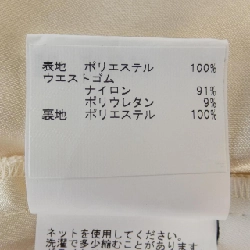 表地 ポリエステル 100%
ウエストゴム
ナイロン 91%
ポリウレタン 9%
裏地 ポリエステル 100%
ネットを使用してください。
洗濯で多少縮むことがあります